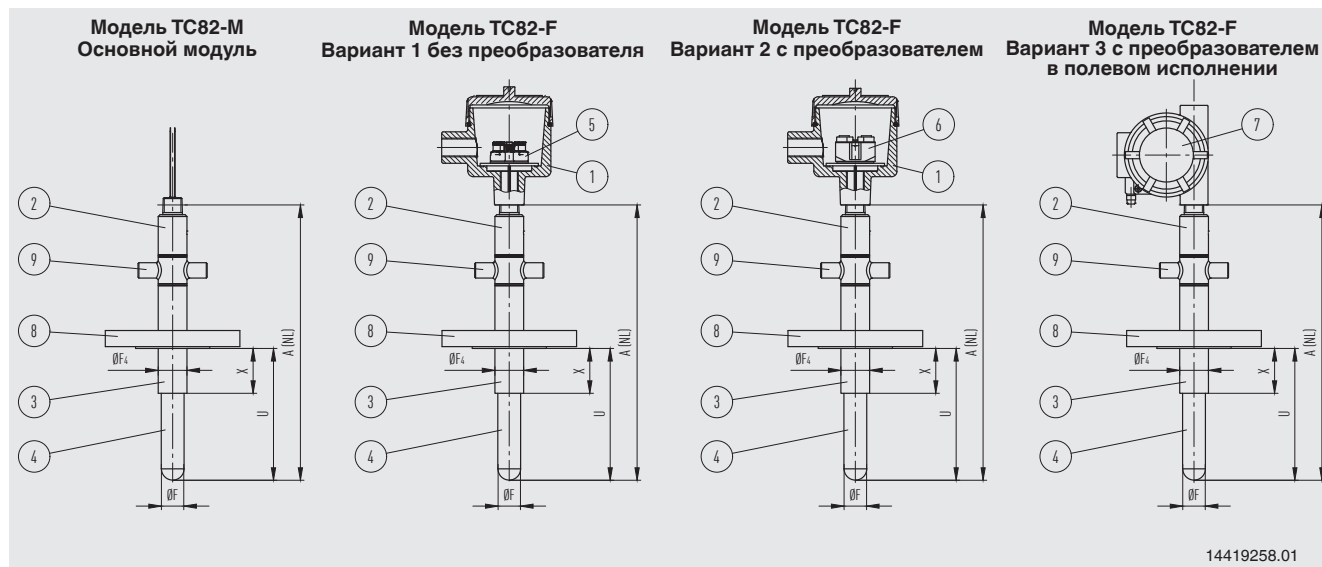 Модель TC82-M
Основной модуль
Модель TC82-F
Вариант 1 без преобразователя
Модель TC82-F
Вариант 2 с преобразователем
Модель TC82-F
Вариант 3 с преобразователем
в полевом исполнении
2
9
8
3
4
ØF₄
X
U
A (NL)
ØF
5
1
2
9
8
3
4
ØF₄
X
U
A (NL)
ØF
6
1
2
9
8
3
4
ØF₄
X
U
A (NL)
ØF
7
2
9
8
3
4
ØF₄
X
U
A (NL)
ØF
14419258.01